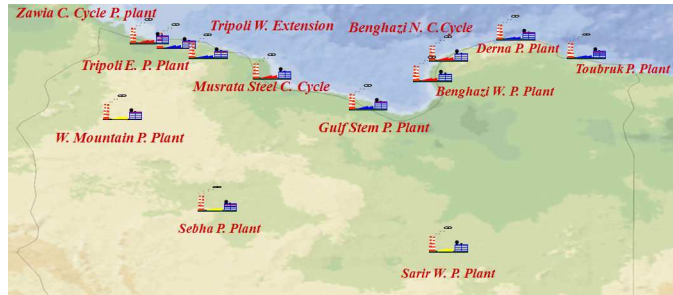 Zawia C. Cycle P. plant
Tripoli W. Extension
Benghazi N. C.Cycle
Derna P. Plant
Tripoli E. P. Plant
Toubruk P. Plant
Musrata Steel C. Cycle
Benghazi W. P. Plant
Gulf Stem P. Plant
W. Mountain P. Plant
Sebha P. Plant
Sarir W. P. Plant